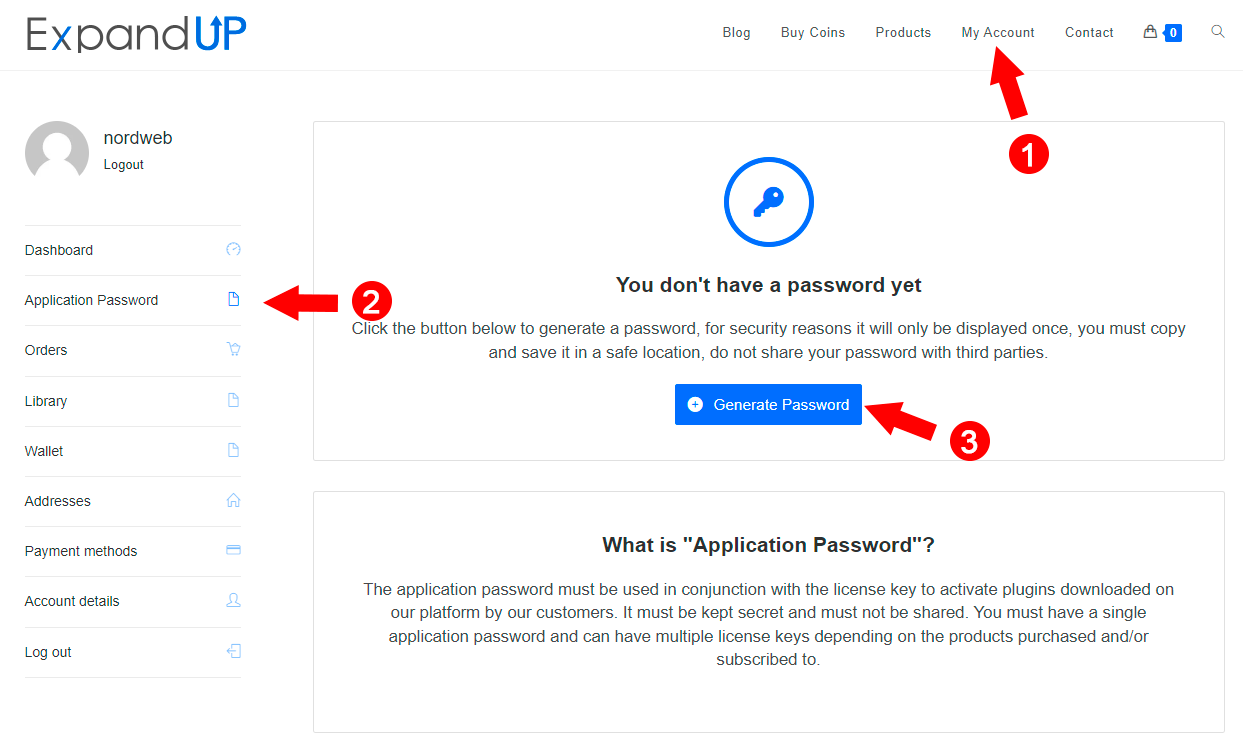 ExpandUP
Blog
Buy Coins
Products
My Account
Contact
0
1
nordweb
Logout
Dashboard
Application Password
2
Orders
Library
Wallet
Addresses
Payment methods
Account details
Log out
You don't have a password yet
Click the button below to generate a password, for security reasons it will only be displayed once, you must copy
and save it in a safe location, do not share your password with third parties.
Generate Password
3
What is "Application Password"?
The application password must be used in conjunction with the license key to activate plugins downloaded on
our platform by our customers. It must be kept secret and must not be shared. You must have a single
application password and can have multiple license keys depending on the products purchased and/or
subscribed to.